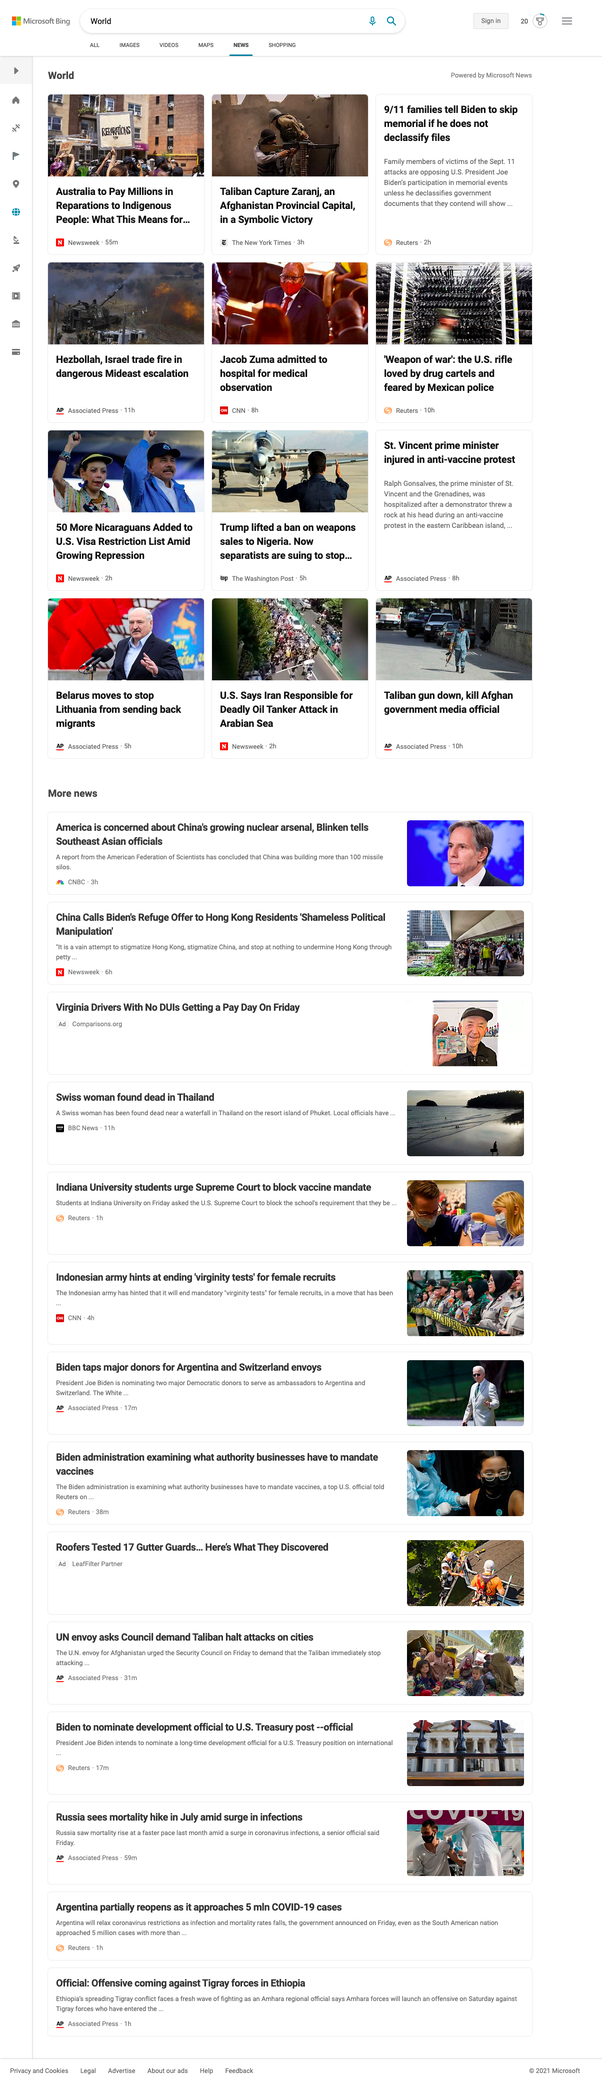 Microsoft Bing
World
Sign in
20
ALL
IMAGES
VIDEOS
MAPS
NEWS
SHOPPING
World
Powered by Microsoft News
REPARATIONS
Australia to Pay Millions in
Reparations to Indigenous
People: What This Means for...
N Newsweek · 55m
Taliban Capture Zaranj, an
Afghanistan Provincial Capital,
in a Symbolic Victory
The New York Times · 3h
9/11 families tell Biden to skip
memorial if he does not
declassify files
Family members of victims of the Sept. 11
attacks are opposing U.S. President Joe
Biden's participation in memorial events
unless he declassifies government
documents that they contend will show ...
Reuters · 2h
Hezbollah, Israel trade fire in
dangerous Mideast escalation
AP Associated Press · 11h
Jacob Zuma admitted to
hospital for medical
observation
CNN · 8h
'Weapon of war': the U.S. rifle
loved by drug cartels and
feared by Mexican police
Reuters · 10h
50 More Nicaraguans Added to
U.S. Visa Restriction List Amid
Growing Repression
N Newsweek · 2h
Trump lifted a ban on weapons
sales to Nigeria. Now
separatists are suing to stop...
wp The Washington Post · 5h
St. Vincent prime minister
injured in anti-vaccine protest
Ralph Gonsalves, the prime minister of St.
Vincent and the Grenadines, was
hospitalized after a demonstrator threw a
rock at his head during an anti-vaccine
protest in the eastern Caribbean island, ...
AP Associated Press · 8h
Belarus moves to stop
Lithuania from sending back
migrants
AP Associated Press · 5h
U.S. Says Iran Responsible for
Deadly Oil Tanker Attack in
Arabian Sea
N Newsweek · 2h
Taliban gun down, kill Afghan
government media official
AP Associated Press · 10h
More news
America is concerned about China's growing nuclear arsenal, Blinken tells
Southeast Asian officials
A report from the American Federation of Scientists has concluded that China was building more than 100 missile
silos.
CNBC · 3h
China Calls Biden's Refuge Offer to Hong Kong Residents 'Shameless Political
Manipulation'
"It is a vain attempt to stigmatize Hong Kong, stigmatize China, and stop at nothing to undermine Hong Kong through
petty ...
N Newsweek · 6h
Virginia Drivers With No DUIs Getting a Pay Day On Friday
Ad Comparisons.org
Swiss woman found dead in Thailand
A Swiss woman has been found dead near a waterfall in Thailand on the resort island of Phuket. Local officials have ...
BBC News · 11h
Indiana University students urge Supreme Court to block vaccine mandate
Students at Indiana University on Friday asked the U.S. Supreme Court to block the school's requirement that they be ...
Reuters · 1h
Indonesian army hints at ending 'virginity tests' for female recruits
The Indonesian army has hinted that it will end mandatory "virginity tests" for female recruits, in a move that has been
...
CNN · 4h
Biden taps major donors for Argentina and Switzerland envoys
President Joe Biden is nominating two major Democratic donors to serve as ambassadors to Argentina and
Switzerland. The White ...
AP Associated Press · 17m
Biden administration examining what authority businesses have to mandate
vaccines
The Biden administration is examining what authority businesses have to mandate vaccines, a top U.S. official told
Reuters on ...
Reuters · 38m
Roofers Tested 17 Gutter Guards... Here's What They Discovered
Ad LeafFilter Partner
UN envoy asks Council demand Taliban halt attacks on cities
The U.N. envoy for Afghanistan urged the Security Council on Friday to demand that the Taliban immediately stop
attacking ...
AP Associated Press · 31m
Biden to nominate development official to U.S. Treasury post --official
President Joe Biden intends to nominate a long-time development official for a U.S. Treasury position on international
...
Reuters · 17m
Russia sees mortality hike in July amid surge in infections
Russia saw mortality rise at a faster pace last month amid a surge in coronavirus infections, a senior official said
Friday.
AP Associated Press · 59m
COVID-19
Argentina partially reopens as it approaches 5 mln COVID-19 cases
Argentina will relax coronavirus restrictions as infection and mortality rates falls, the government announced on Friday, even as the South American nation
approached 5 million cases with more than ...
Reuters · 1h
Official: Offensive coming against Tigray forces in Ethiopia
Ethiopia's spreading Tigray conflict faces a fresh wave of fighting as an Amhara regional official says Amhara forces will launch an offensive on Saturday against
Tigray forces who have entered the ...
AP Associated Press · 1h
Privacy and Cookies
Legal
Advertise
About our ads
Help
Feedback
© 2021 Microsoft